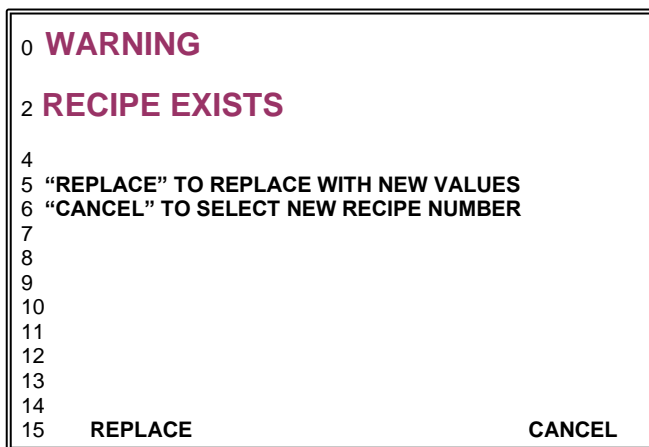 0 WARNING
2 RECIPE EXISTS
4
5 “REPLACE” TO REPLACE WITH NEW VALUES
6 “CANCEL” TO SELECT NEW RECIPE NUMBER
7
8
9
10
11
12
13
14
15 REPLACE CANCEL